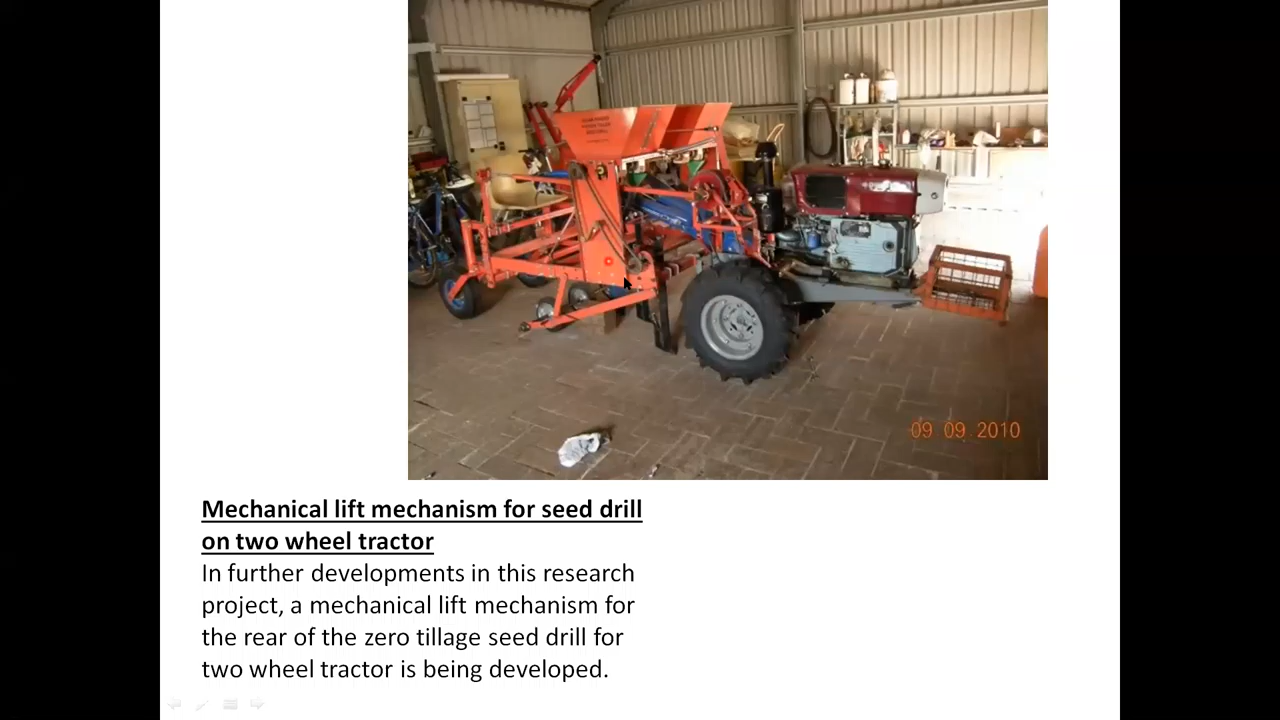 09 09 2010
Mechanical lift mechanism for seed drill
on two wheel tractor
In further developments in this research
project, a mechanical lift mechanism for
the rear of the zero tillage seed drill for
two wheel tractor is being developed.